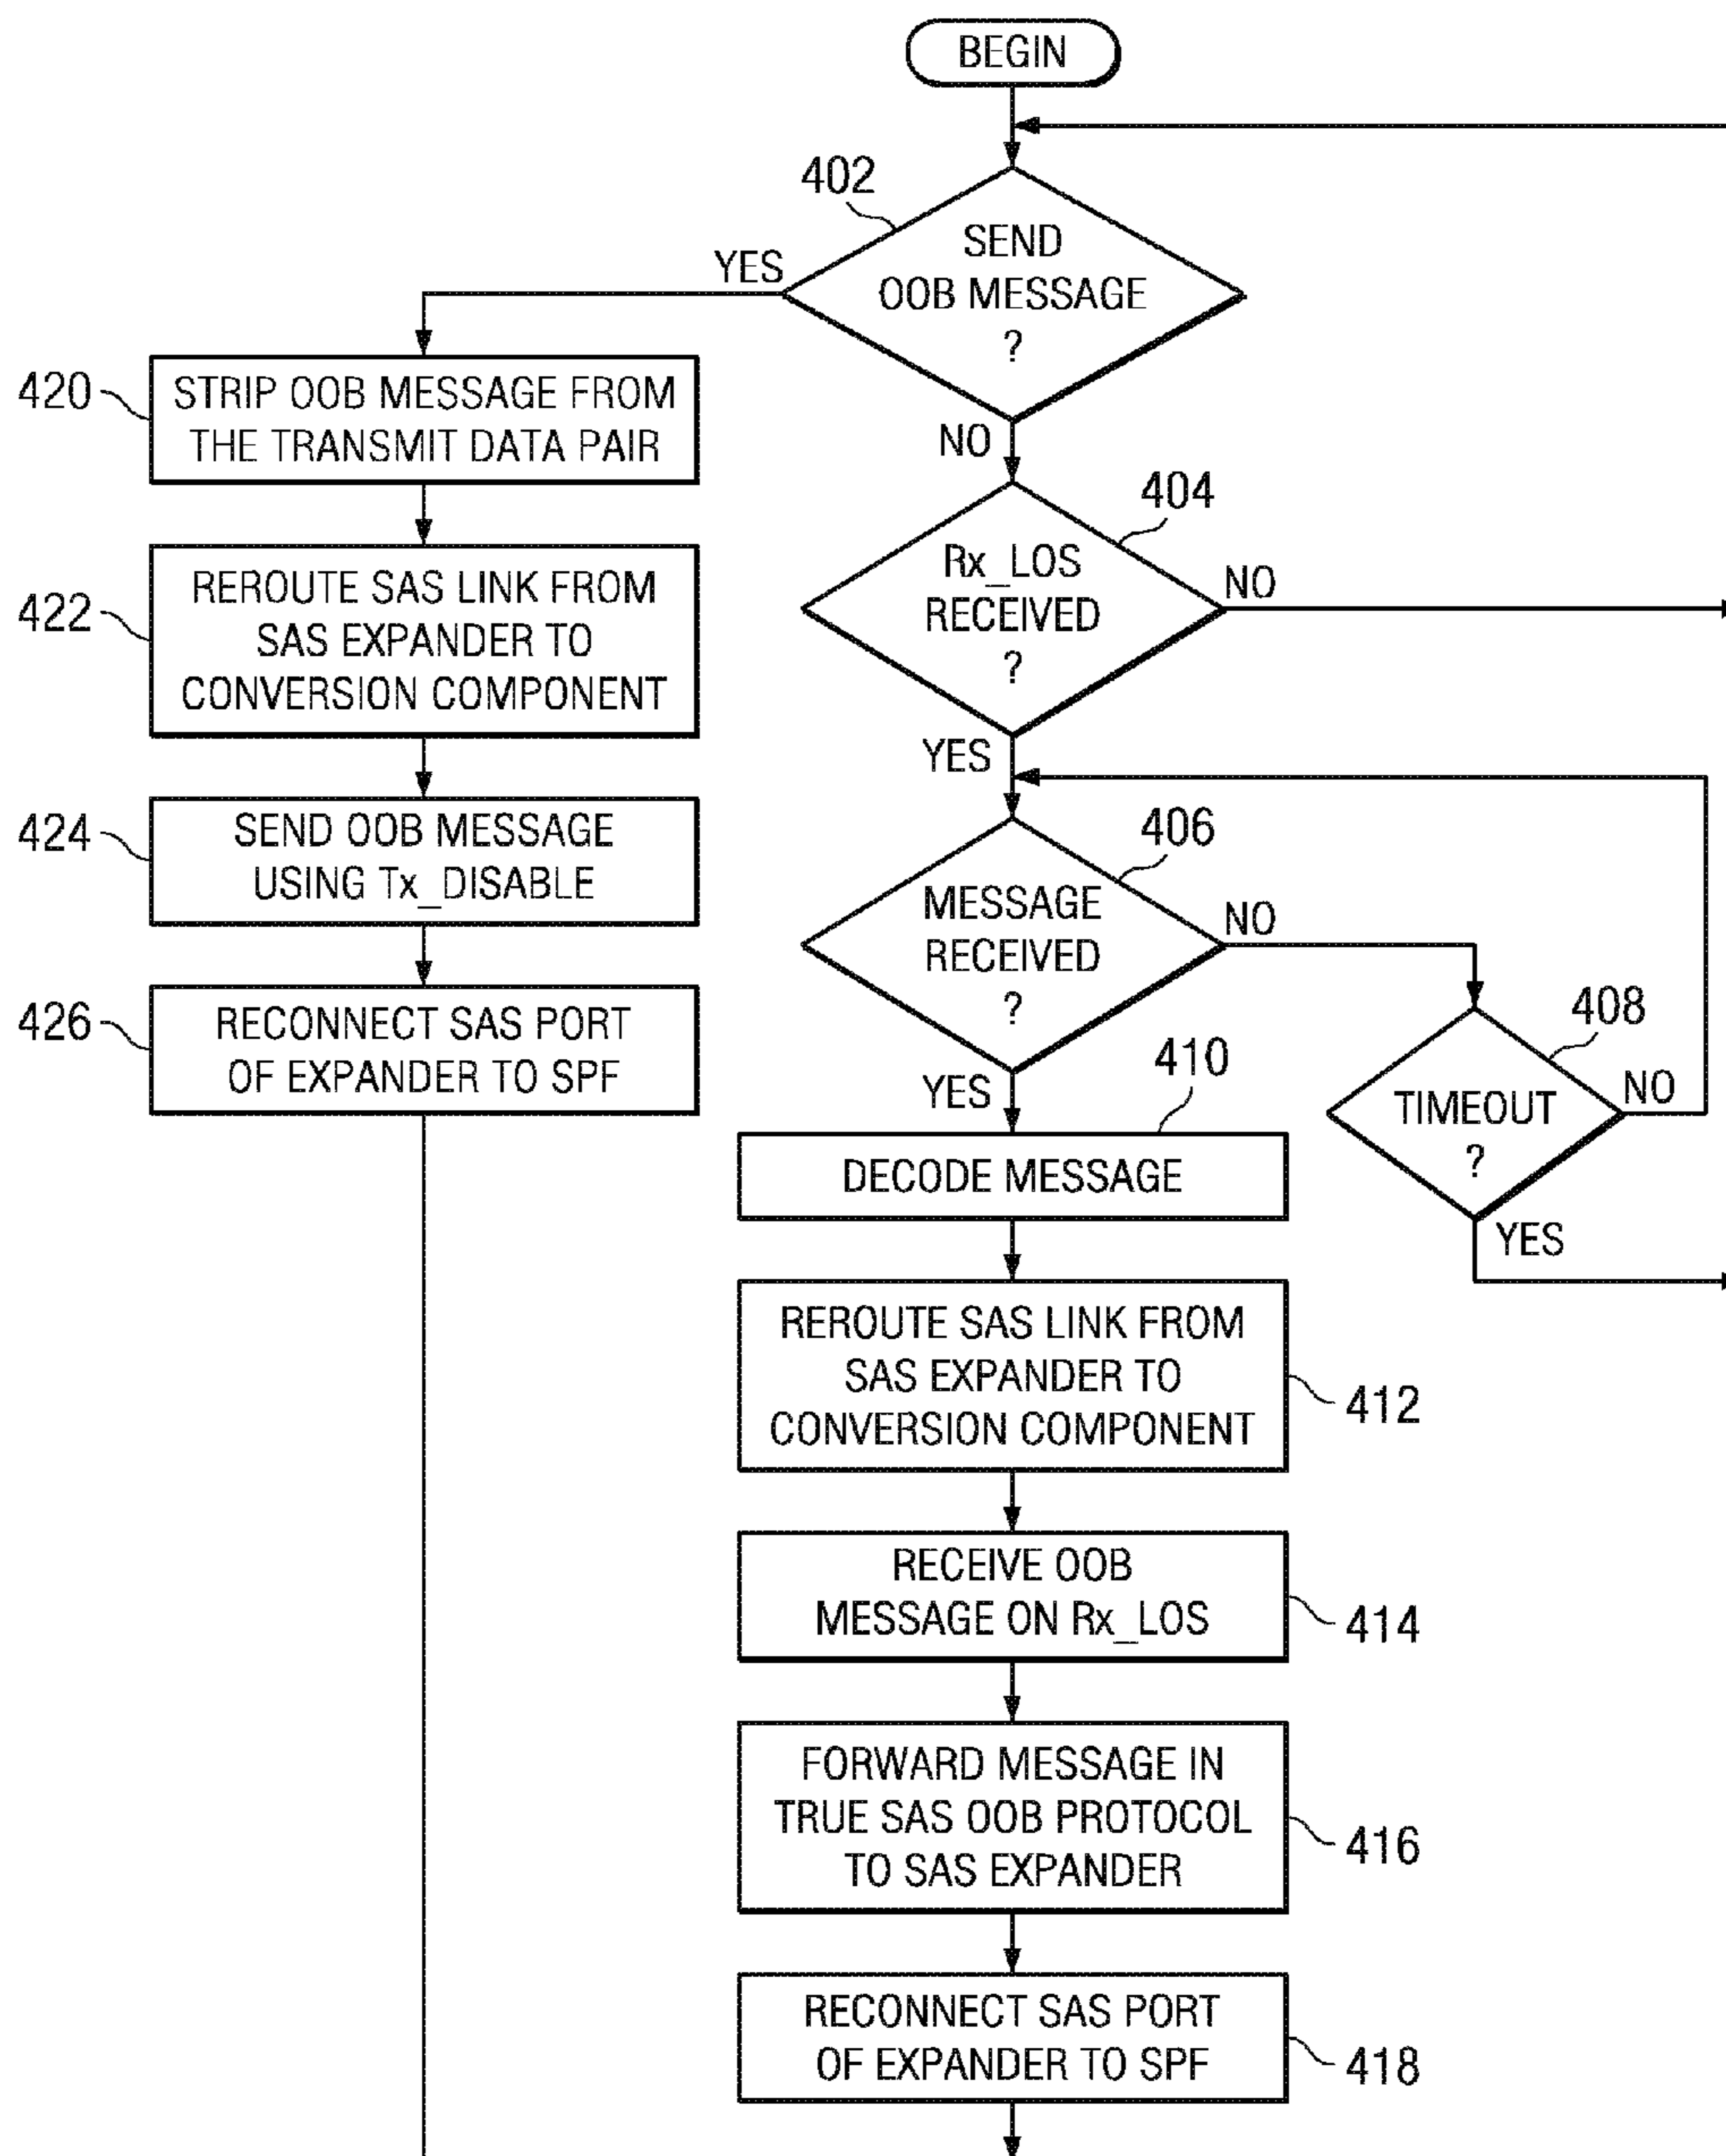 BEGIN
402
SEND
OOB MESSAGE
?
YES
NO
420
STRIP OOB MESSAGE FROM
THE TRANSMIT DATA PAIR
422
REROUTE SAS LINK FROM
SAS EXPANDER TO
CONVERSION COMPONENT
424
SEND OOB MESSAGE
USING Tx_DISABLE
426
RECONNECT SAS PORT
OF EXPANDER TO SPF
404
Rx_LOS
RECEIVED
?
NO
YES
406
MESSAGE
RECEIVED
?
NO
YES
408
TIMEOUT
?
NO
YES
410
DECODE MESSAGE
REROUTE SAS LINK FROM
SAS EXPANDER TO
CONVERSION COMPONENT
412
RECEIVE OOB
MESSAGE ON Rx_LOS
414
FORWARD MESSAGE IN
TRUE SAS OOB PROTOCOL
TO SAS EXPANDER
416
RECONNECT SAS PORT
OF EXPANDER TO SPF
418